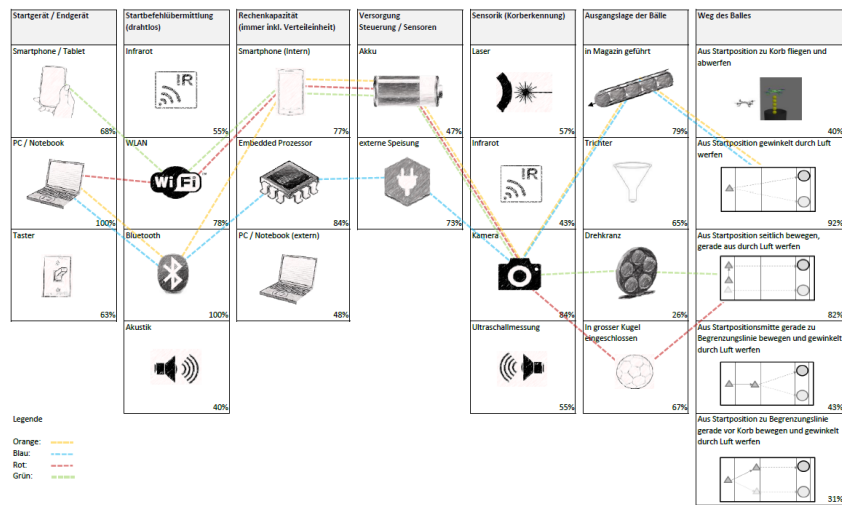 Startgerät / Endgerät
Startbefehlübermittlung
(drahtlos)
Rechenkapazität
(immer inkl. Verteileinheit)
Versorgung
Steuerung / Sensoren
Sensorik (Korberkennung)
Ausgangslage der Bälle
Weg des Balles
Smartphone / Tablet
68%
Infrarot
IR
55%
Smartphone (Intern)
77%
Akku
47%
Laser
57%
in Magazin geführt
79%
Aus Startposition zu Korb fliegen und
abwerfen
40%
PC / Notebook
100%
WLAN
WiFi
78%
Embedded Prozessor
84%
externe Speisung
73%
Infrarot
IR
43%
Trichter
65%
Aus Startposition gewinkelt durch Luft
werfen
92%
Taster
63%
Bluetooth
100%
PC / Notebook (extern)
48%
Kamera
84%
Drehkranz
26%
Aus Startposition seitlich bewegen,
gerade aus durch Luft werfen
82%
Akustik
40%
Ultraschallmessung
55%
In grosser Kugel
eingeschlossen
67%
Aus Startpositionsmitte gerade zu
Begrenzungslinie bewegen und gewinkelt
durch Luft werfen
43%
Aus Startposition zu Begrenzungslinie
gerade vor Korb bewegen und gewinkelt
durch Luft werfen
31%
Legende
Orange:
Blau:
Rot:
Grün: